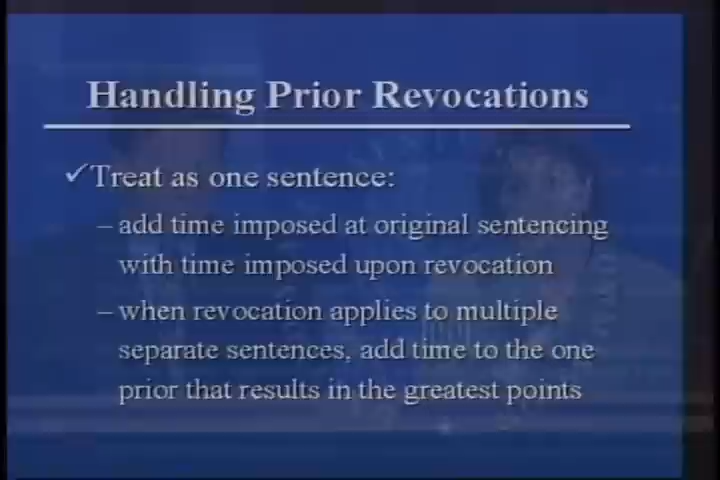 Handling Prior Revocations
✓Treat as one sentence:
– add time imposed at original sentencing
with time imposed upon revocation
– when revocation applies to multiple
separate sentences, add time to the one
prior that results in the greatest points